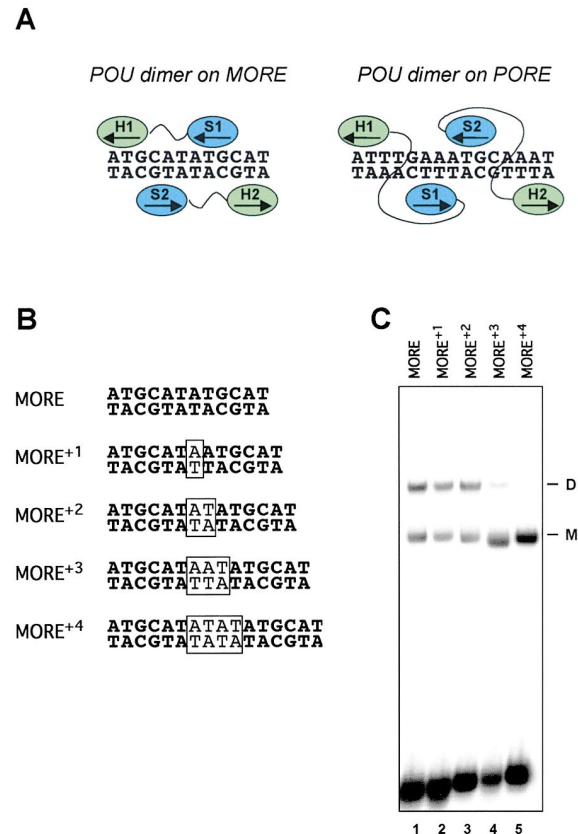 A
POU dimer on MORE
POU dimer on PORE
H1 S1
ATGCATATGCAT
TACGTATACGTA
S2 H2
H1 S2
ATTTGAAATGCAAAT
TAAACTTTACGTTTA
S1 H2
B
MORE ATGCATATGCAT
TACGTATACGTA
MORE+1 ATGCATAATGCAT
TACGTATTACGTA
MORE+2 ATGCATATATGCAT
TACGTATATACGTA
MORE+3 ATGCATAATATGCAT
TACGTATTATACGTA
MORE+4 ATGCATATATATGCAT
TACGTATATATACGTA
C
MORE MORE+1 MORE+2 MORE+3 MORE+4
– D
– M
1 2 3 4 5